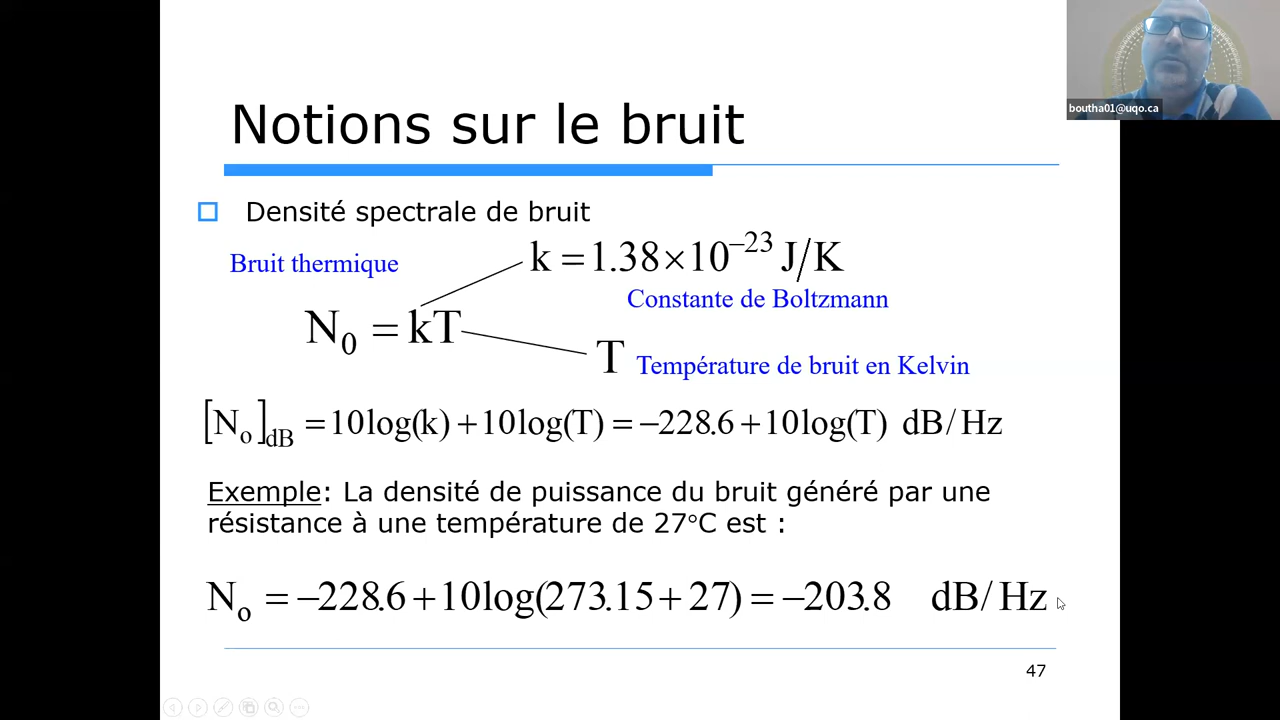 boutha01@uqo.ca
Notions sur le bruit
Densité spectrale de bruit
Bruit thermique
k = 1.38×10⁻²³ J/K
Constante de Boltzmann
N₀ = kT
T Température de bruit en Kelvin
[Nₒ]dB = 10log(k) + 10log(T) = −228.6 + 10log(T) dB/Hz
Exemple: La densité de puissance du bruit généré par une
résistance à une température de 27°C est :
Nₒ = −228.6 + 10log(273.15 + 27) = −203.8 dB/Hz
47